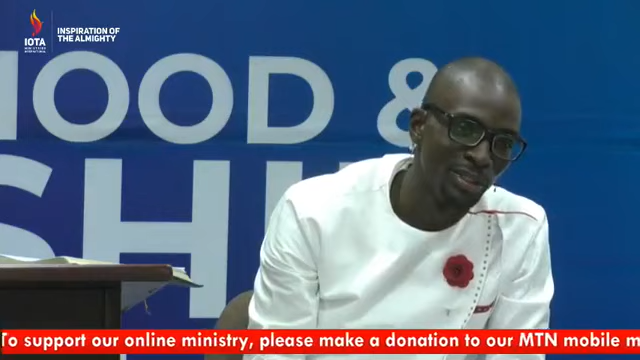 IOTA
INSPIRATION OF
THE ALMIGHTY
HOOD &
SHI
To support our online ministry, please make a donation to our MTN mobile m